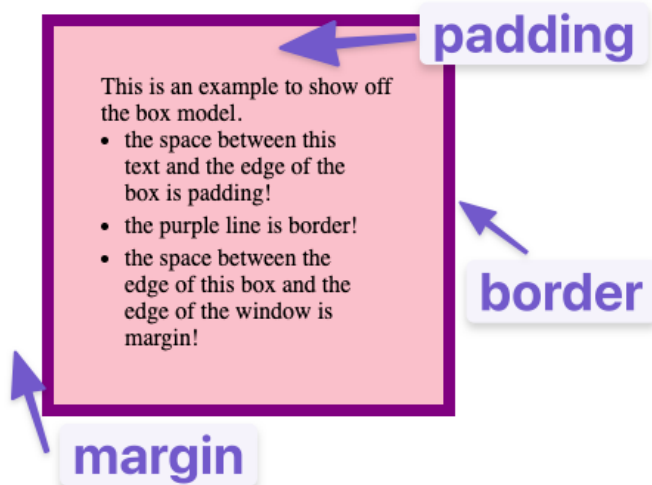 padding
This is an example to show off
the box model.
• the space between this
text and the edge of the
box is padding!
• the purple line is border!
• the space between the
edge of this box and the
edge of the window is
margin!
border
margin